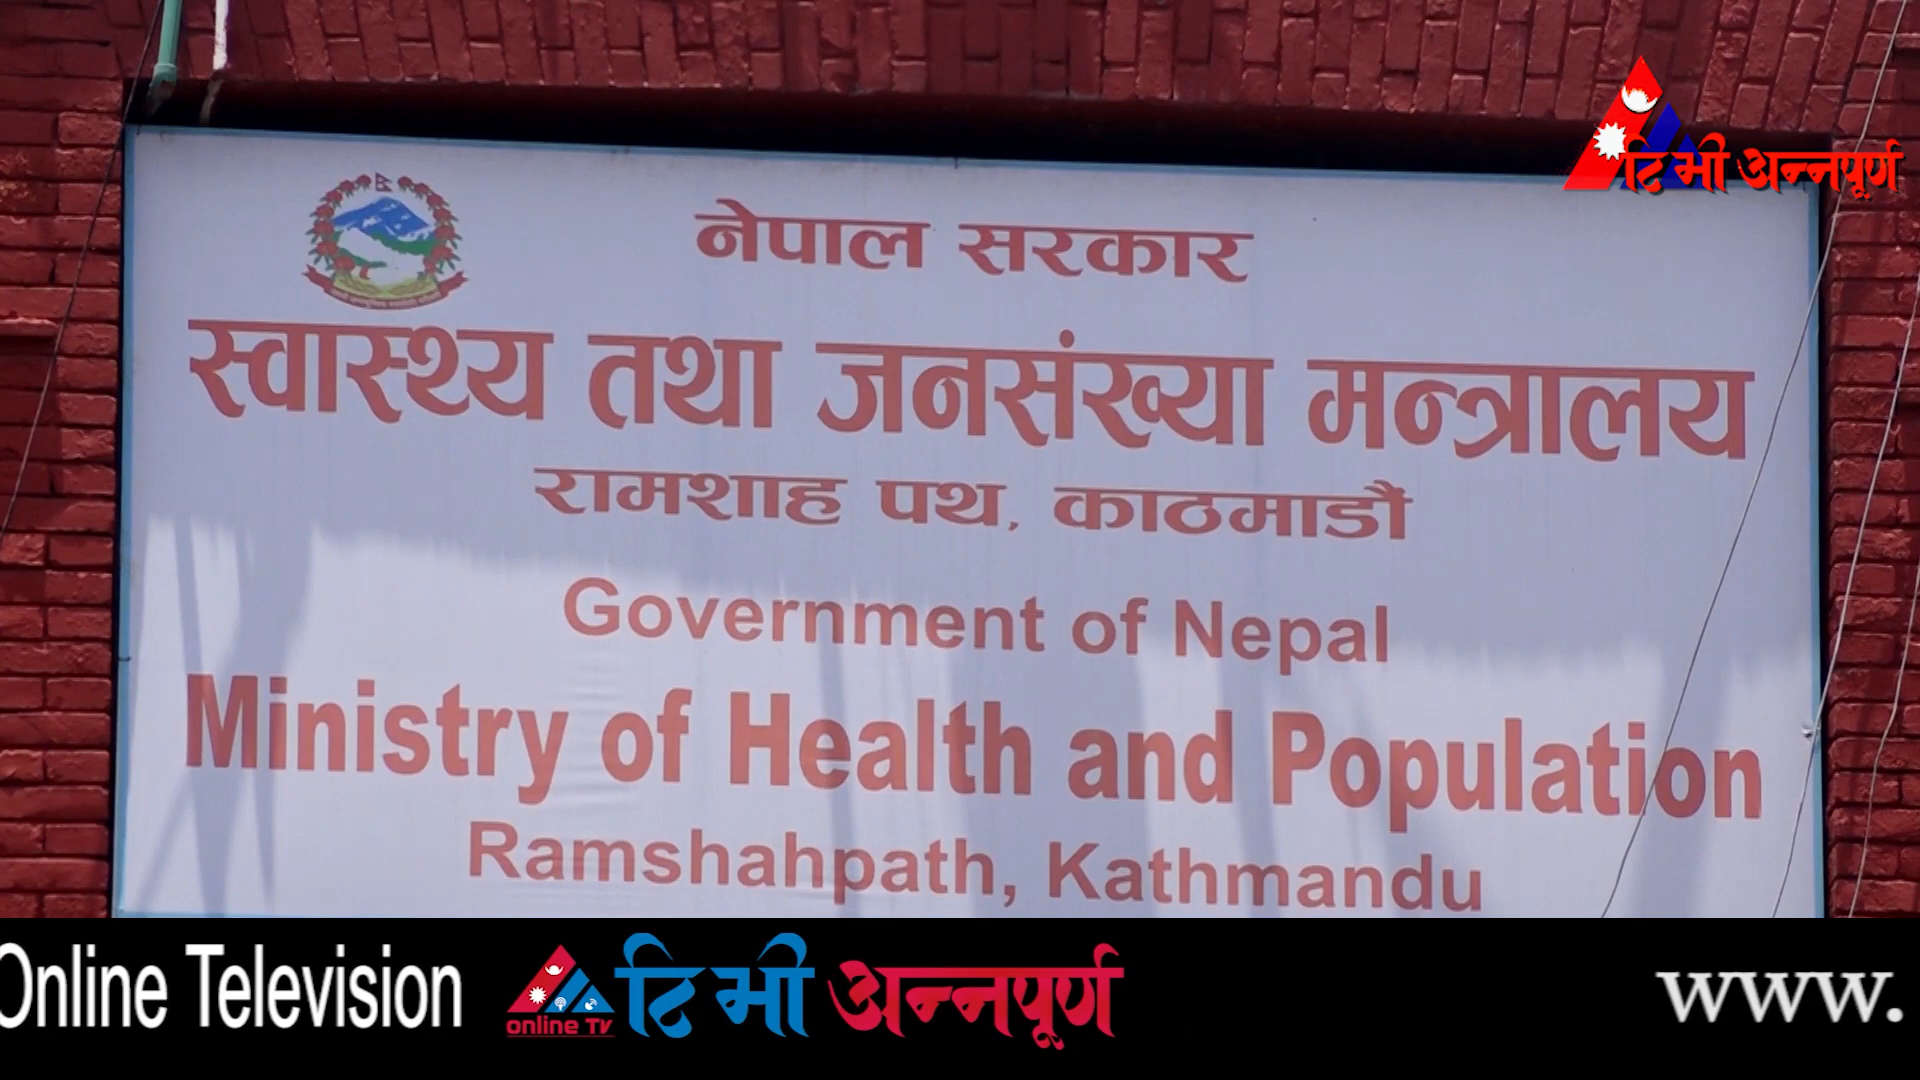 टि भी अन्नपूर्ण
नेपाल सरकार
स्वास्थ्य तथा जनसंख्या मन्त्रालय
रामशाह पथ, काठमाडौं
Government of Nepal
Ministry of Health and Population
Ramshahpath, Kathmandu
Online Television
online TV
टि भी अन्नपूर्ण
www.